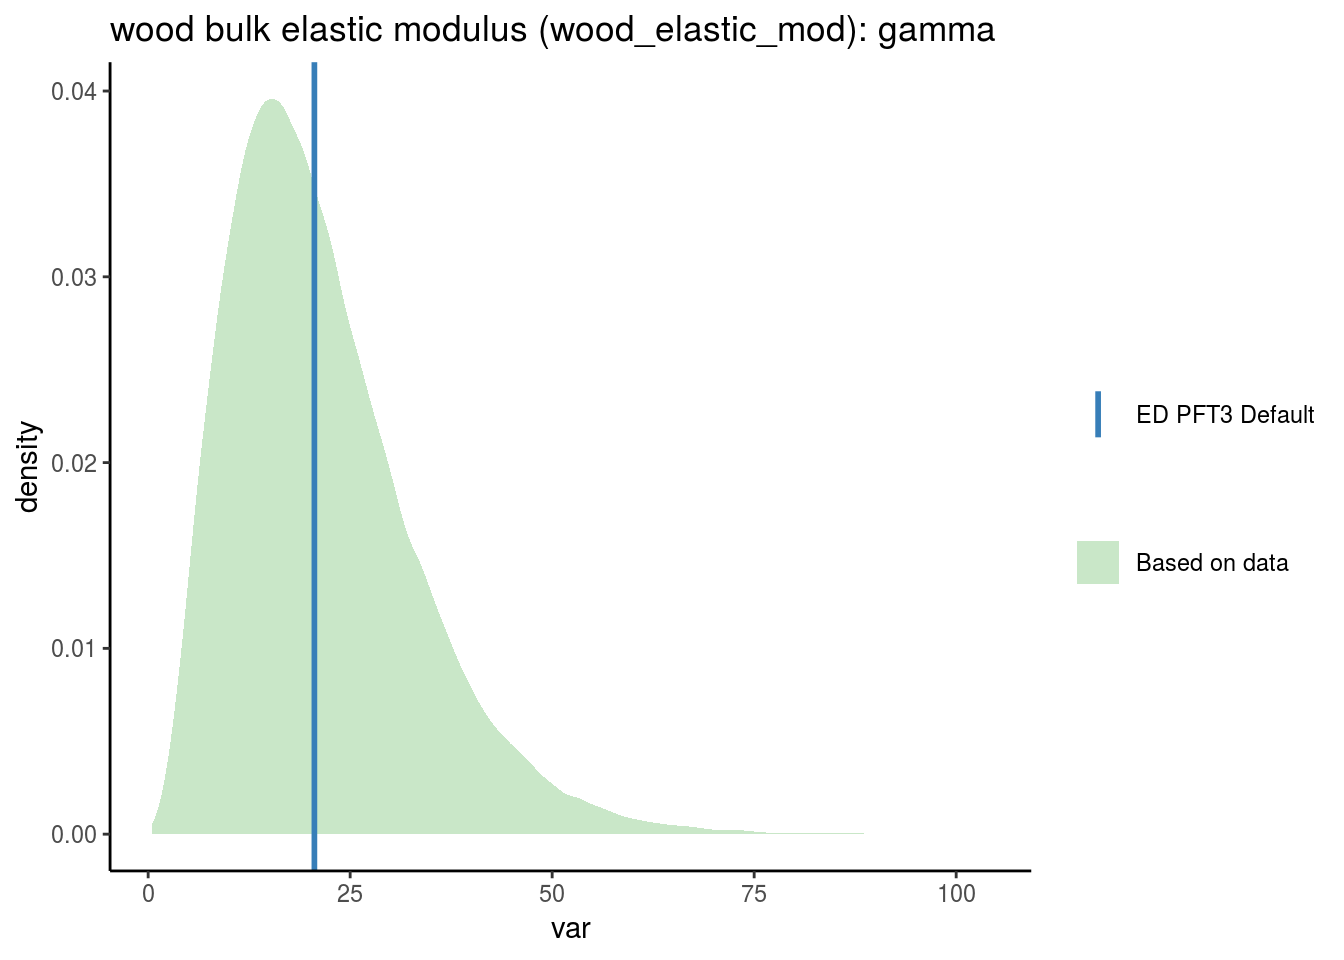 wood bulk elastic modulus (wood_elastic_mod): gamma
0.04
0.03
0.02
0.01
0.00
density
0
25
50
75
100
var
ED PFT3 Default
Based on data